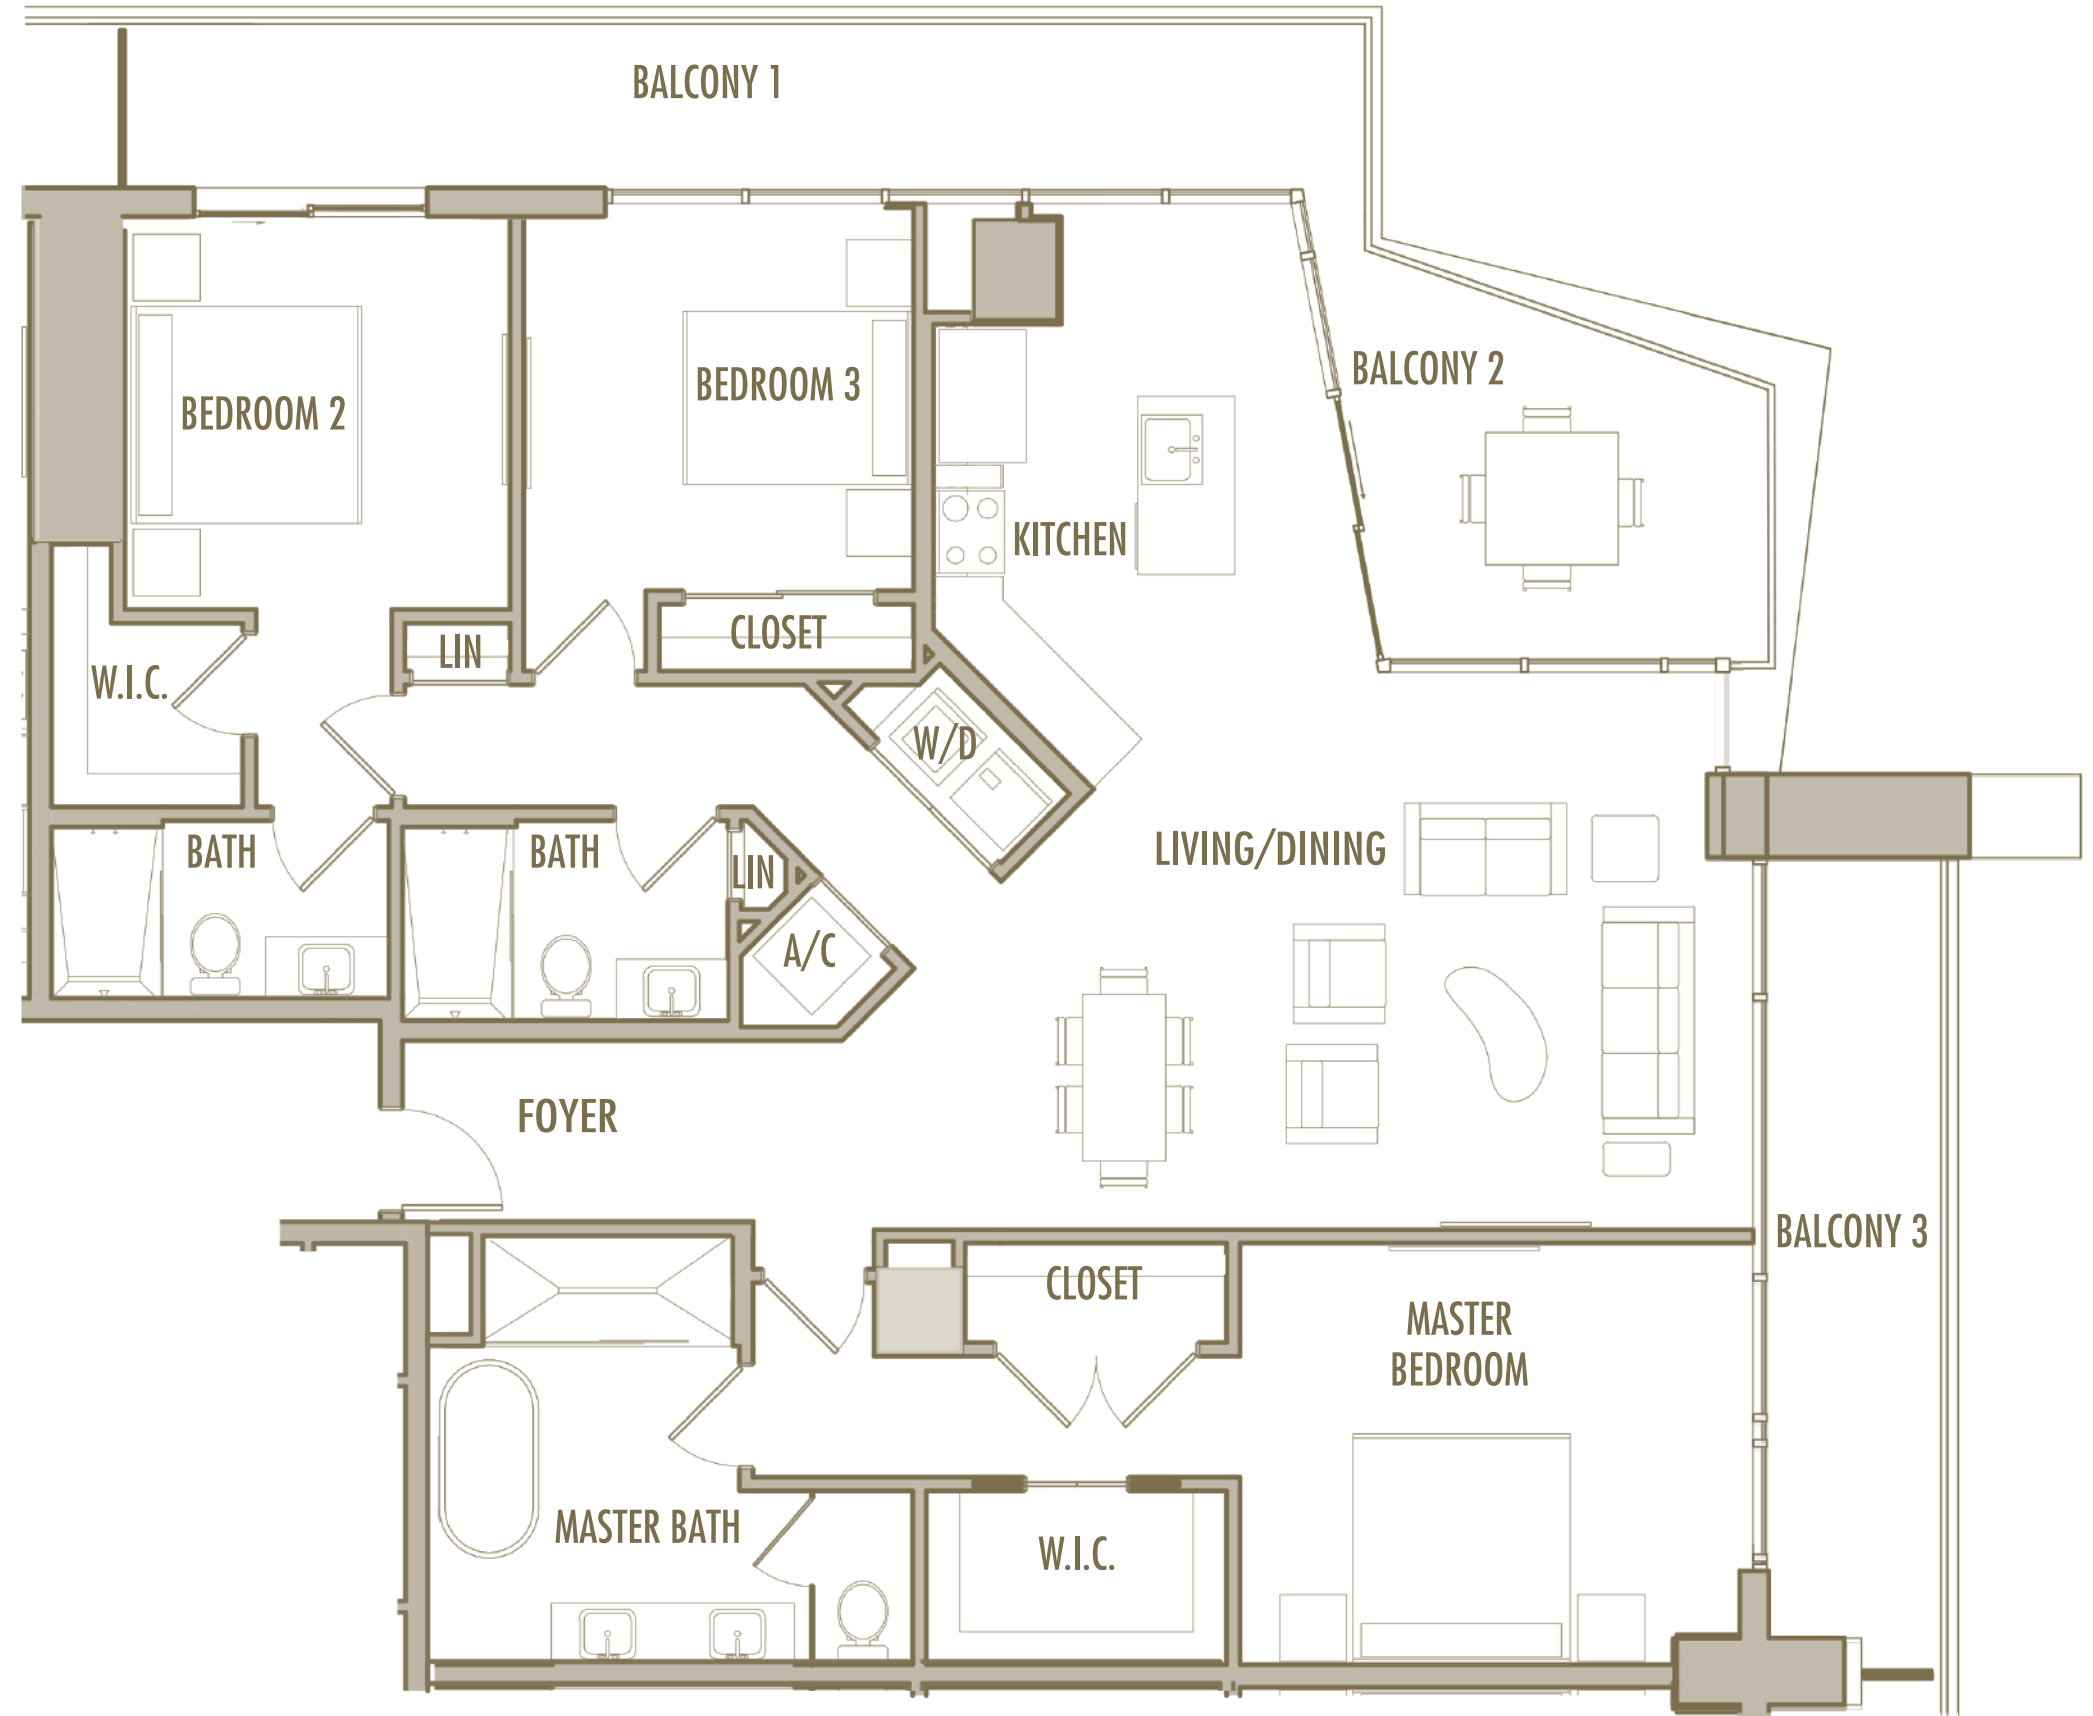 BALCONY 1
BALCONY 2
BEDROOM 3
BEDROOM 2
KITCHEN
CLOSET
LIN
W.I.C.
W/D
LIVING/DINING
BATH
BATH
LIN
A/C
FOYER
BALCONY 3
CLOSET
MASTER
BEDROOM
MASTER BATH
W.I.C.